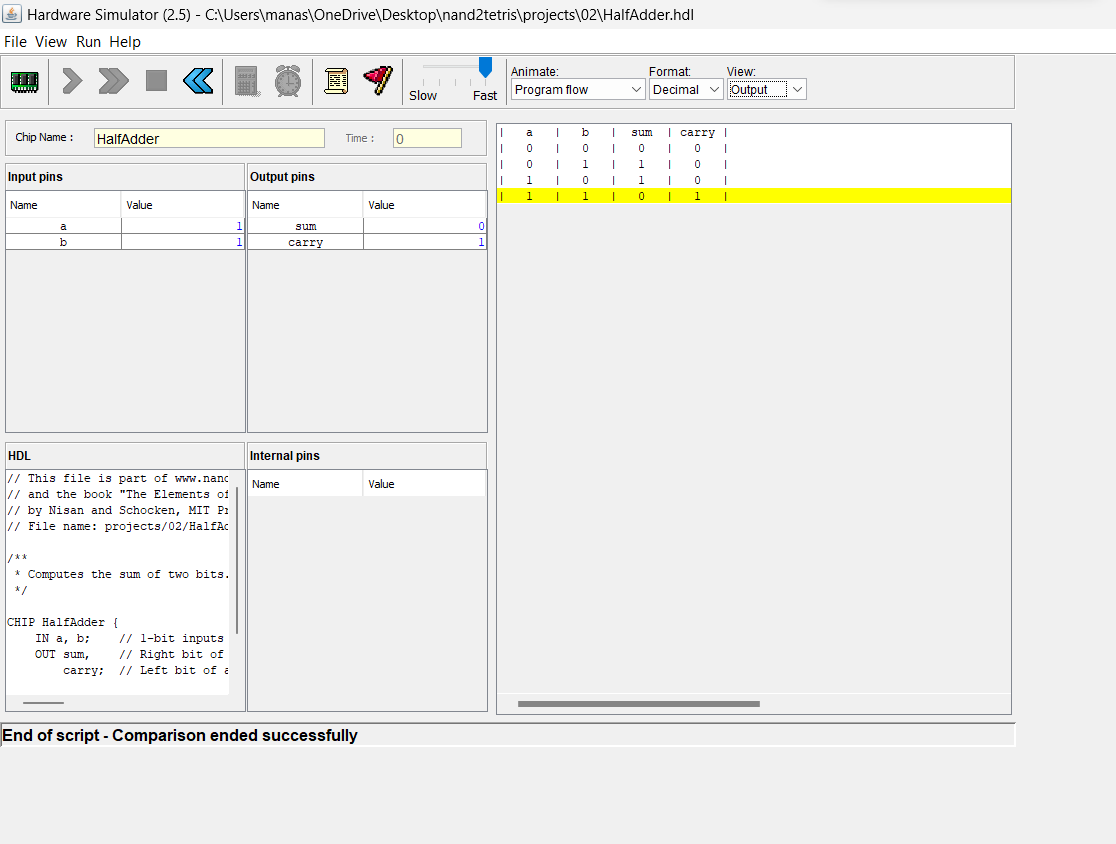 Hardware Simulator (2.5) - C:\Users\manas\OneDrive\Desktop\nand2tetris\projects\02\HalfAdder.hdl
File View Run Help
Slow Fast
Animate: Format: View:
Program flow Decimal Output
Chip Name : HalfAdder Time : 0
Input pins
Name Value
a 1
b 1
Output pins
Name Value
sum 0
carry 1
| a | b | sum | carry |
| 0 | 0 | 0 | 0 |
| 0 | 1 | 1 | 0 |
| 1 | 0 | 1 | 0 |
| 1 | 1 | 0 | 1 |
HDL
// This file is part of www.nand
// and the book "The Elements of
// by Nisan and Schocken, MIT Pr
// File name: projects/02/HalfAd
/**
* Computes the sum of two bits.
*/
CHIP HalfAdder {
IN a, b; // 1-bit inputs
OUT sum, // Right bit of
carry; // Left bit of a
Internal pins
Name Value
End of script - Comparison ended successfully